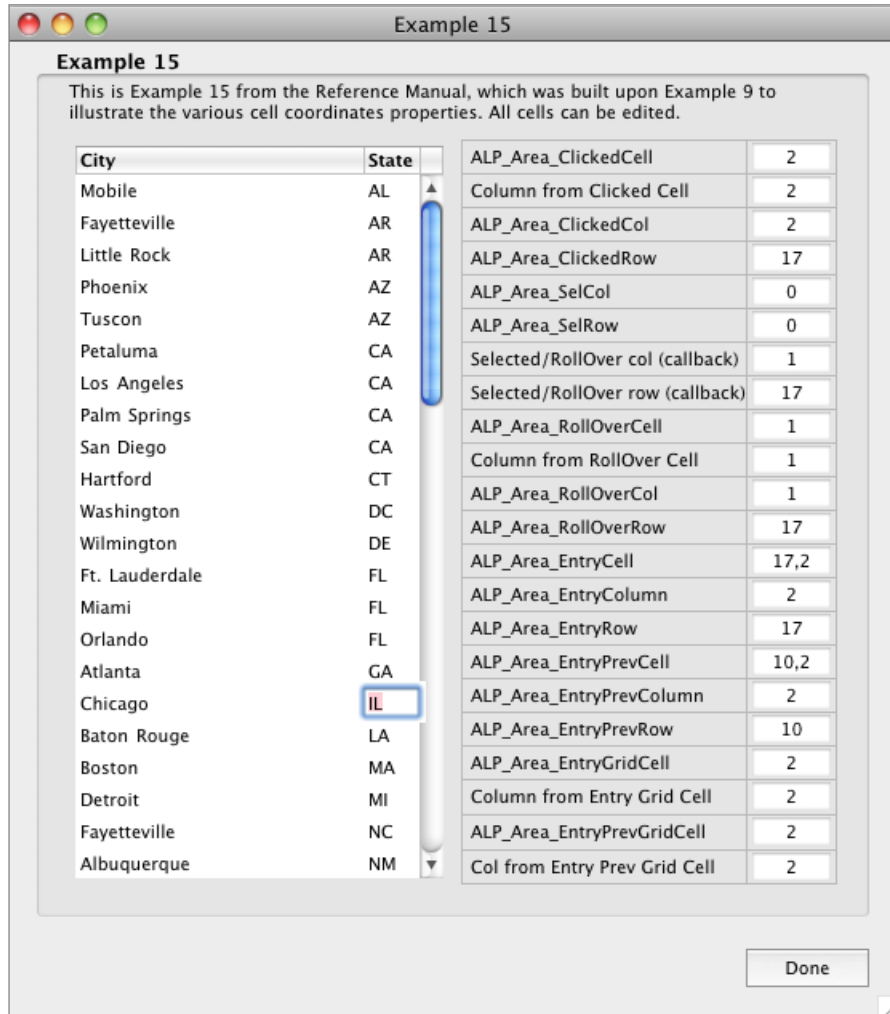 Example 15
Example 15
This is Example 15 from the Reference Manual, which was built upon Example 9 to
illustrate the various cell coordinates properties. All cells can be edited.
City State
Mobile AL
Fayetteville AR
Little Rock AR
Phoenix AZ
Tuscon AZ
Petaluma CA
Los Angeles CA
Palm Springs CA
San Diego CA
Hartford CT
Washington DC
Wilmington DE
Ft. Lauderdale FL
Miami FL
Orlando FL
Atlanta GA
Chicago IL
Baton Rouge LA
Boston MA
Detroit MI
Fayetteville NC
Albuquerque NM
ALP_Area_ClickedCell 2
Column from Clicked Cell 2
ALP_Area_ClickedCol 2
ALP_Area_ClickedRow 17
ALP_Area_SelCol 0
ALP_Area_SelRow 0
Selected/RollOver col (callback) 1
Selected/RollOver row (callback) 17
ALP_Area_RollOverCell 1
Column from RollOver Cell 1
ALP_Area_RollOverCol 1
ALP_Area_RollOverRow 17
ALP_Area_EntryCell 17,2
ALP_Area_EntryColumn 2
ALP_Area_EntryRow 17
ALP_Area_EntryPrevCell 10,2
ALP_Area_EntryPrevColumn 2
ALP_Area_EntryPrevRow 10
ALP_Area_EntryGridCell 2
Column from Entry Grid Cell 2
ALP_Area_EntryPrevGridCell 2
Col from Entry Prev Grid Cell 2
Done